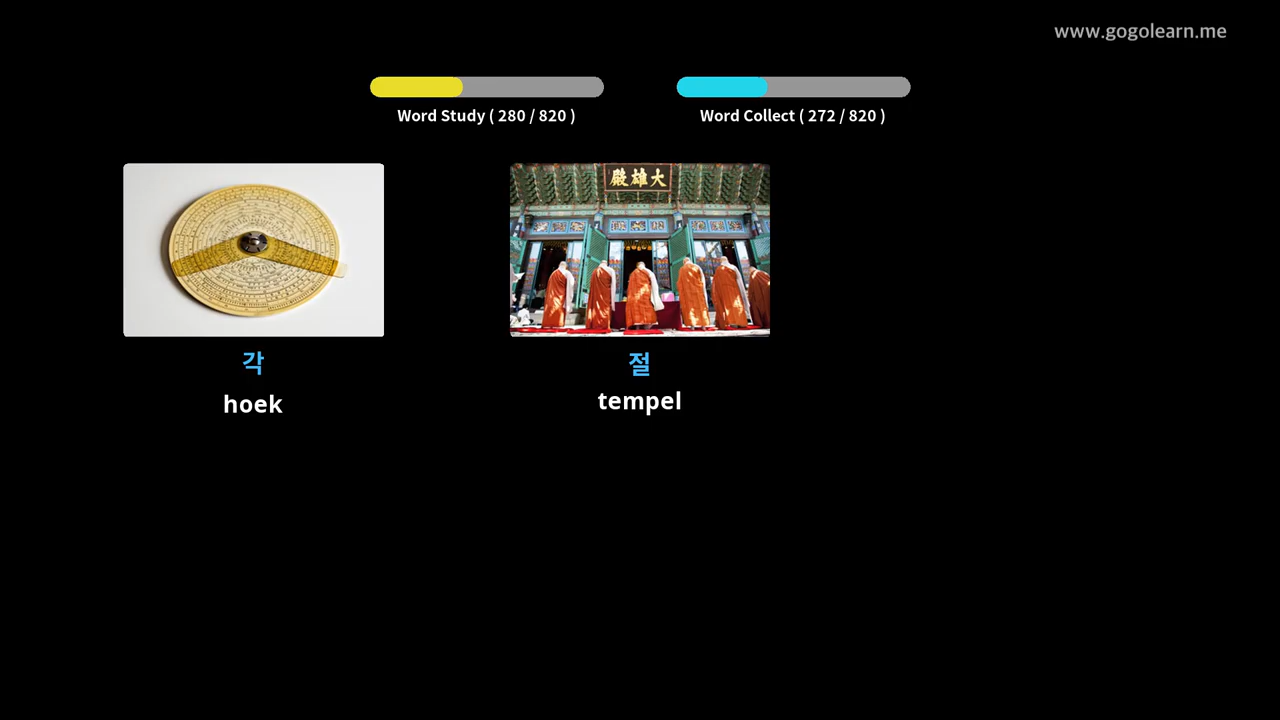 www.gogolearn.me
Word Study ( 280 / 820 )
Word Collect ( 272 / 820 )
殿雄大
각
절
hoek
tempel